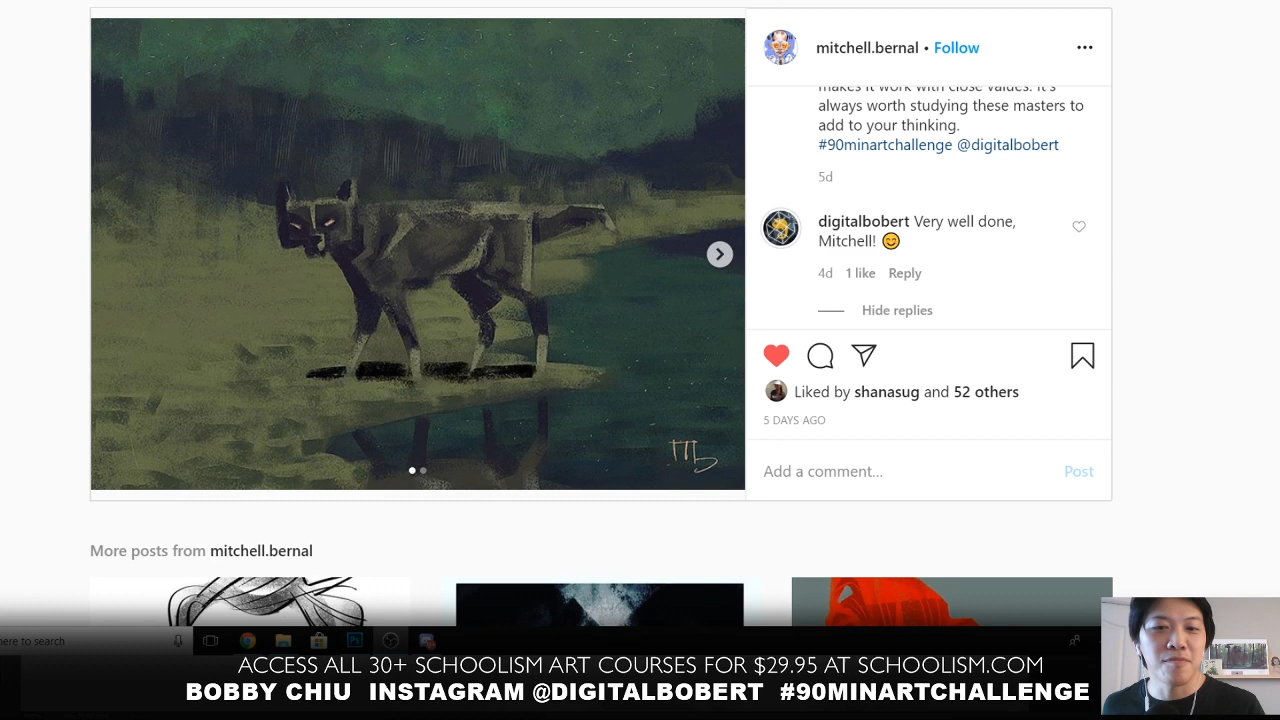 mitchell.bernal • Follow
makes it work with close values. It's
always worth studying these masters to
add to your thinking.
#90minartchallenge @digitalbobert
5d
digitalbobert Very well done,
Mitchell! 😊
4d 1 like Reply
Hide replies
Liked by shanasug and 52 others
5 DAYS AGO
Add a comment... Post
More posts from mitchell.bernal
here to search
ACCESS ALL 30+ SCHOOLISM ART COURSES FOR $29.95 AT SCHOOLISM.COM
BOBBY CHIU INSTAGRAM @DIGITALBOBERT #90MINARTCHALLENGE